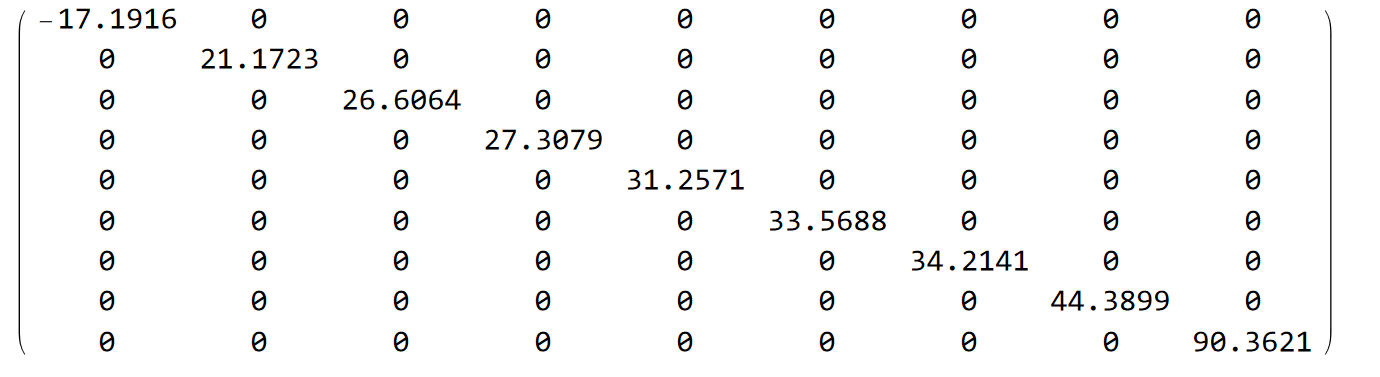 -17.1916 0 0 0 0 0 0 0 0
0 21.1723 0 0 0 0 0 0 0
0 0 26.6064 0 0 0 0 0 0
0 0 0 27.3079 0 0 0 0 0
0 0 0 0 31.2571 0 0 0 0
0 0 0 0 0 33.5688 0 0 0
0 0 0 0 0 0 34.2141 0 0
0 0 0 0 0 0 0 44.3899 0
0 0 0 0 0 0 0 0 90.3621